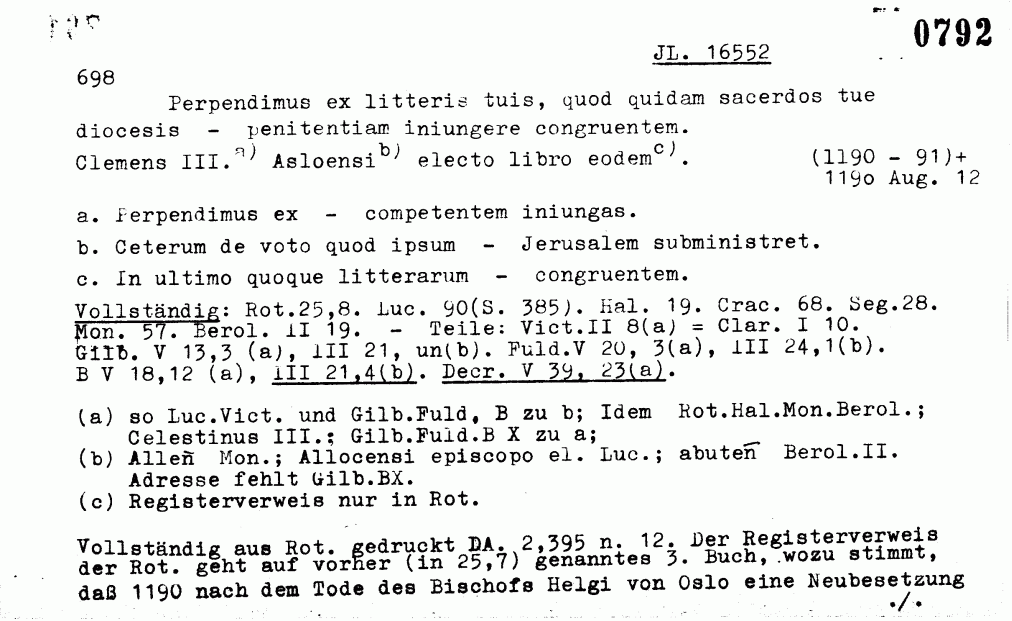 0792
JL. 16552
698
Perpendimus ex litteris tuis, quod quidam sacerdos tue
diocesis - penitentiam iniungere congruentem.
Clemens III.a) Asloensi b) electo libro eodem c). (1190 - 91)+
119o Aug. 12
a. Perpendimus ex - competentem iniungas.
b. Ceterum de voto quod ipsum - Jerusalem subministret.
c. In ultimo quoque litterarum - congruentem.
Vollständig: Rot.25,8. Luc. 90(S. 385). Hal. 19. Crac. 68. Seg.28.
Mon. 57. Berol. II 19. - Teile: Vict.II 8(a) = Clar. I 10.
Gilb. V 13,3 (a), III 21, un(b). Fuld.V 20, 3(a), III 24,1(b).
B V 18,12 (a), III 21,4(b). Decr. V 39, 23(a).
(a) so Luc.Vict. und Gilb.Fuld, B zu b; Idem Rot.Hal.Mon.Berol.;
Celestinus III.; Gilb.Fuld.B X zu a;
(b) Alleñ Mon.; Allocensi episcopo el. Luc.; abuten̄ Berol.II.
Adresse fehlt Gilb.BX.
(c) Registerverweis nur in Rot.
Vollständig aus Rot. gedruckt DA. 2,395 n. 12. Der Registerverweis
der Rot. geht auf vorher (in 25,7) genanntes 3. Buch, wozu stimmt,
daß 1190 nach dem Tode des Bischofs Helgi von Oslo eine Neubesetzung
./.